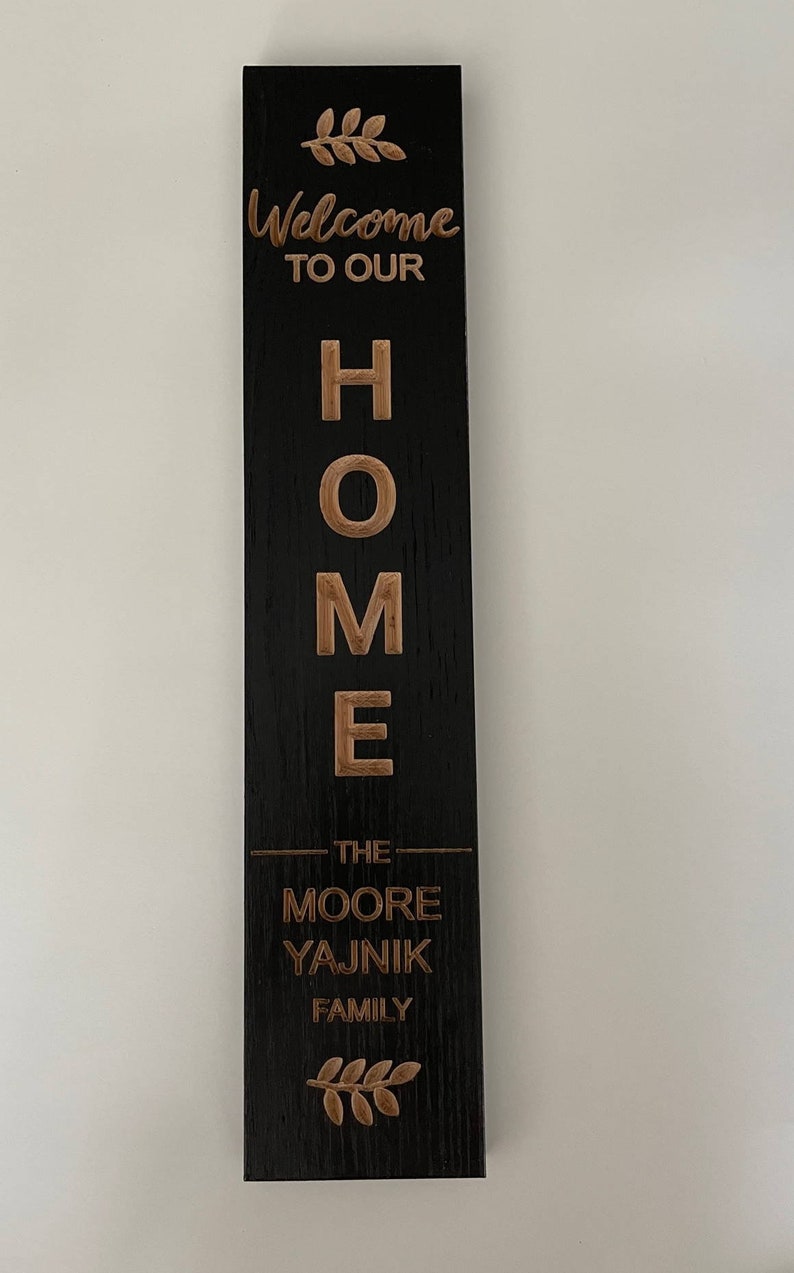 Welcome
TO OUR
H
O
M
E
THE
MOORE
YAJNIK
FAMILY